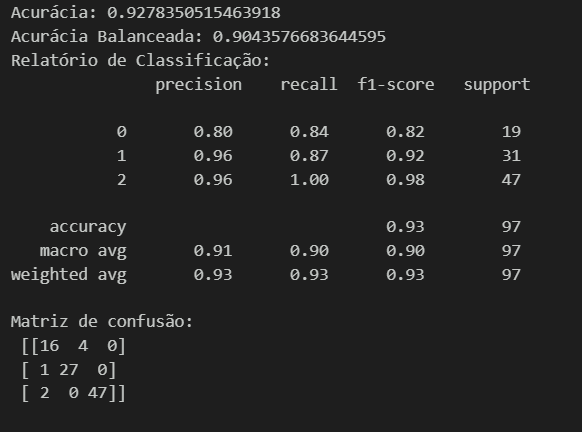 Acurácia: 0.9278350515463918
Acurácia Balanceada: 0.9043576683644595
Relatório de Classificação:
precision recall f1-score support
0 0.80 0.84 0.82 19
1 0.96 0.87 0.92 31
2 0.96 1.00 0.98 47
accuracy 0.93 97
macro avg 0.91 0.90 0.90 97
weighted avg 0.93 0.93 0.93 97
Matriz de confusão:
[[16 4 0]
[ 1 27 0]
[ 2 0 47]]